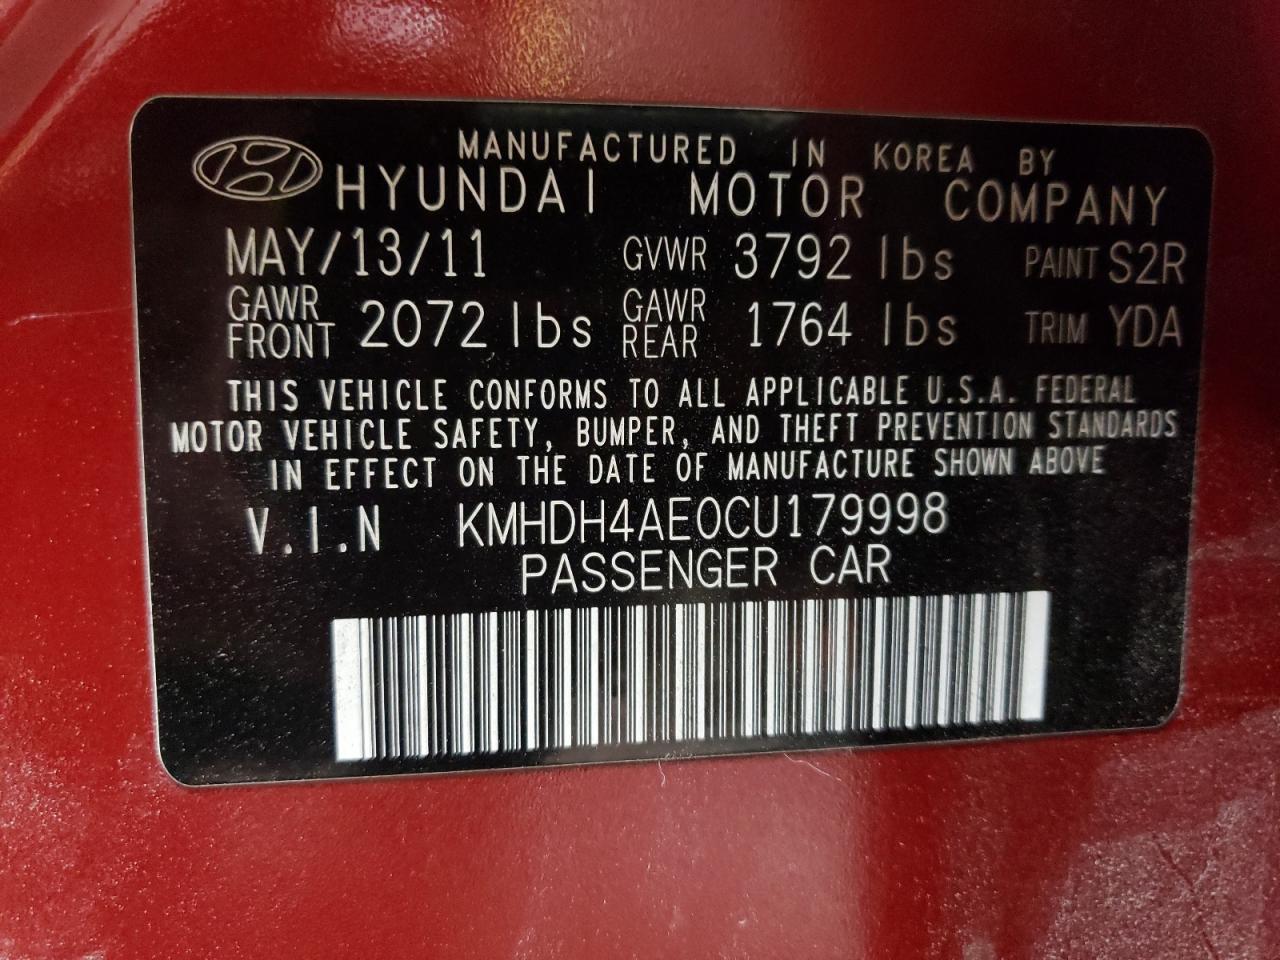 MANUFACTURED IN KOREA BY
HYUNDAI MOTOR COMPANY
MAY/13/11 GVWR 3792 lbs PAINT S2R
GAWR FRONT 2072 lbs GAWR REAR 1764 lbs TRIM YDA
THIS VEHICLE CONFORMS TO ALL APPLICABLE U.S.A. FEDERAL
MOTOR VEHICLE SAFETY, BUMPER, AND THEFT PREVENTION STANDARDS
IN EFFECT ON THE DATE OF MANUFACTURE SHOWN ABOVE
V.I.N KMHDH4AE0CU179998
PASSENGER CAR